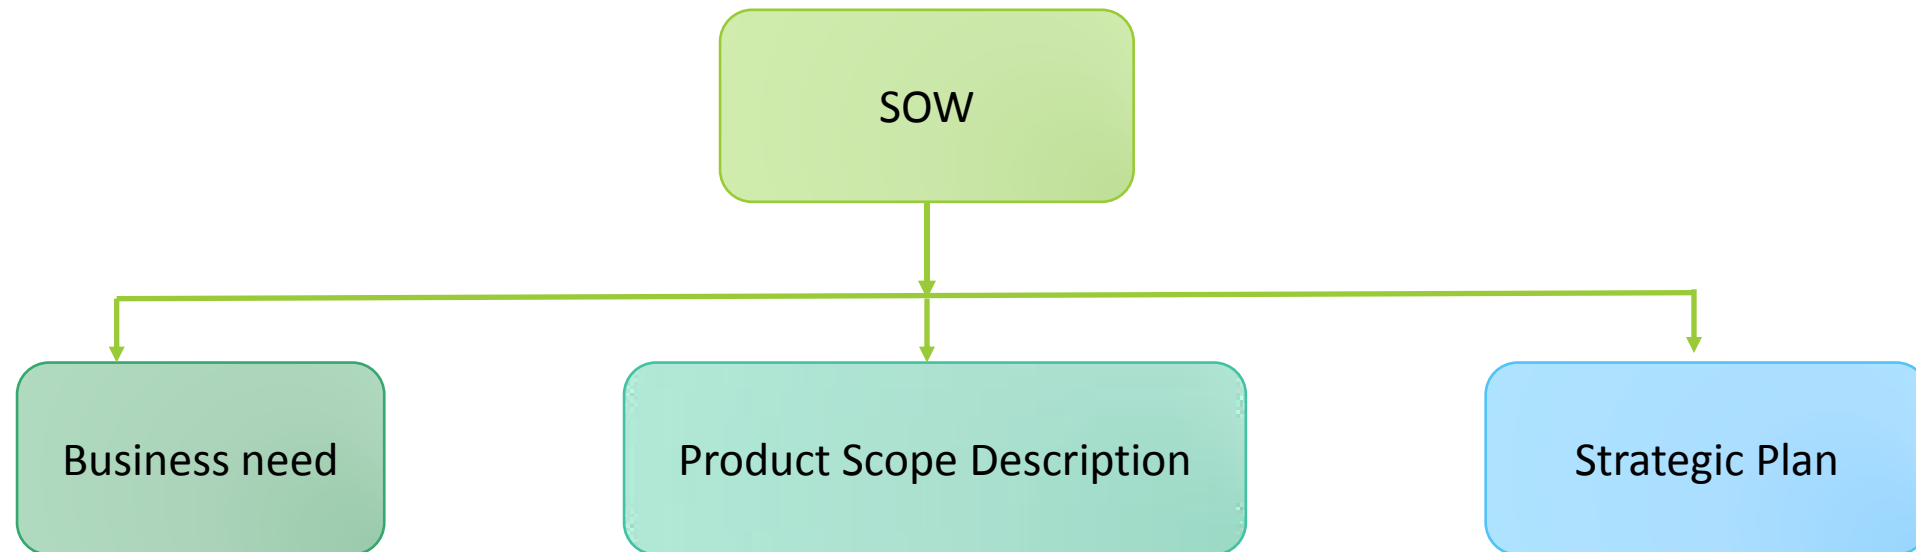 SOW
Business need
Product Scope Description
Strategic Plan